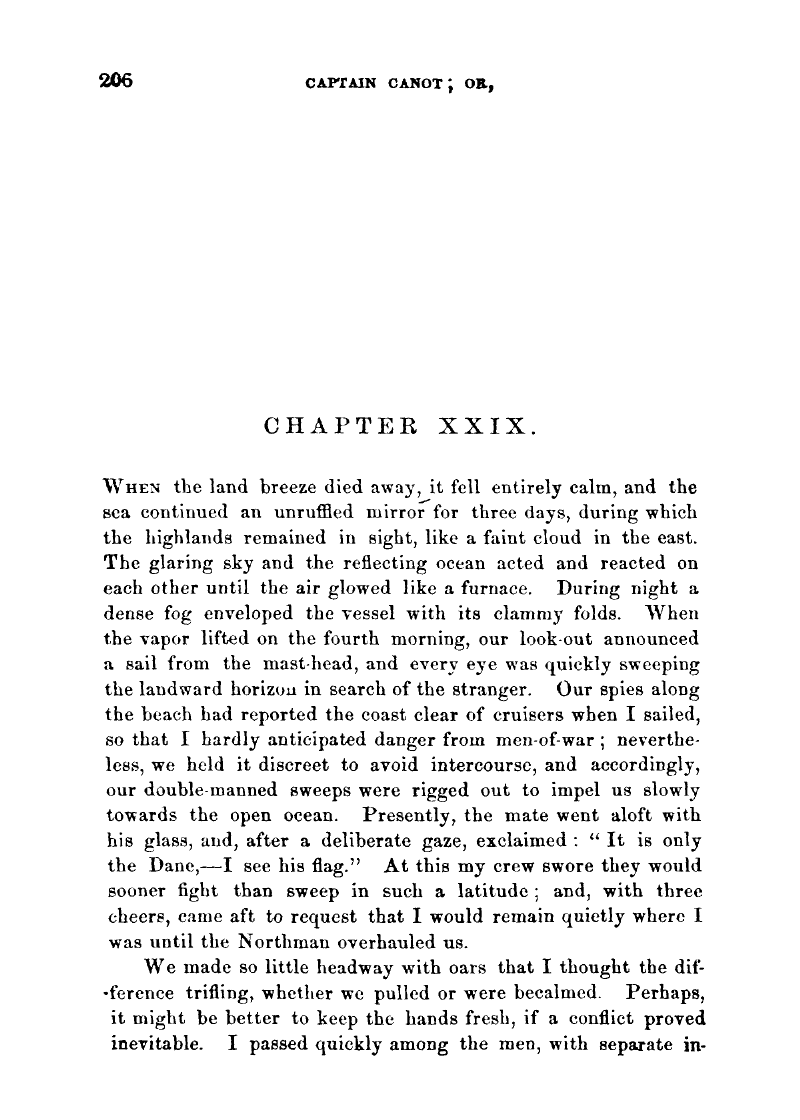 206 CAPTAIN CANOT; OR,
CHAPTER XXIX.
WHEN the land breeze died away, it fell entirely calm, and the
sea continued an unruffled mirror for three days, during which
the highlands remained in sight, like a faint cloud in the east.
The glaring sky and the reflecting ocean acted and reacted on
each other until the air glowed like a furnace. During night a
dense fog enveloped the vessel with its clammy folds. When
the vapor lifted on the fourth morning, our look-out announced
a sail from the mast-head, and every eye was quickly sweeping
the landward horizon in search of the stranger. Our spies along
the beach had reported the coast clear of cruisers when I sailed,
so that I hardly anticipated danger from men-of-war; neverthe-
less, we held it discreet to avoid intercourse, and accordingly,
our double-manned sweeps were rigged out to impel us slowly
towards the open ocean. Presently, the mate went aloft with
his glass, and, after a deliberate gaze, exclaimed: "It is only
the Dane,—I see his flag." At this my crew swore they would
sooner fight than sweep in such a latitude; and, with three
cheers, came aft to request that I would remain quietly where I
was until the Northman overhauled us.
We made so little headway with oars that I thought the dif-
ference trifling, whether we pulled or were becalmed. Perhaps,
it might be better to keep the hands fresh, if a conflict proved
inevitable. I passed quickly among the men, with separate in-